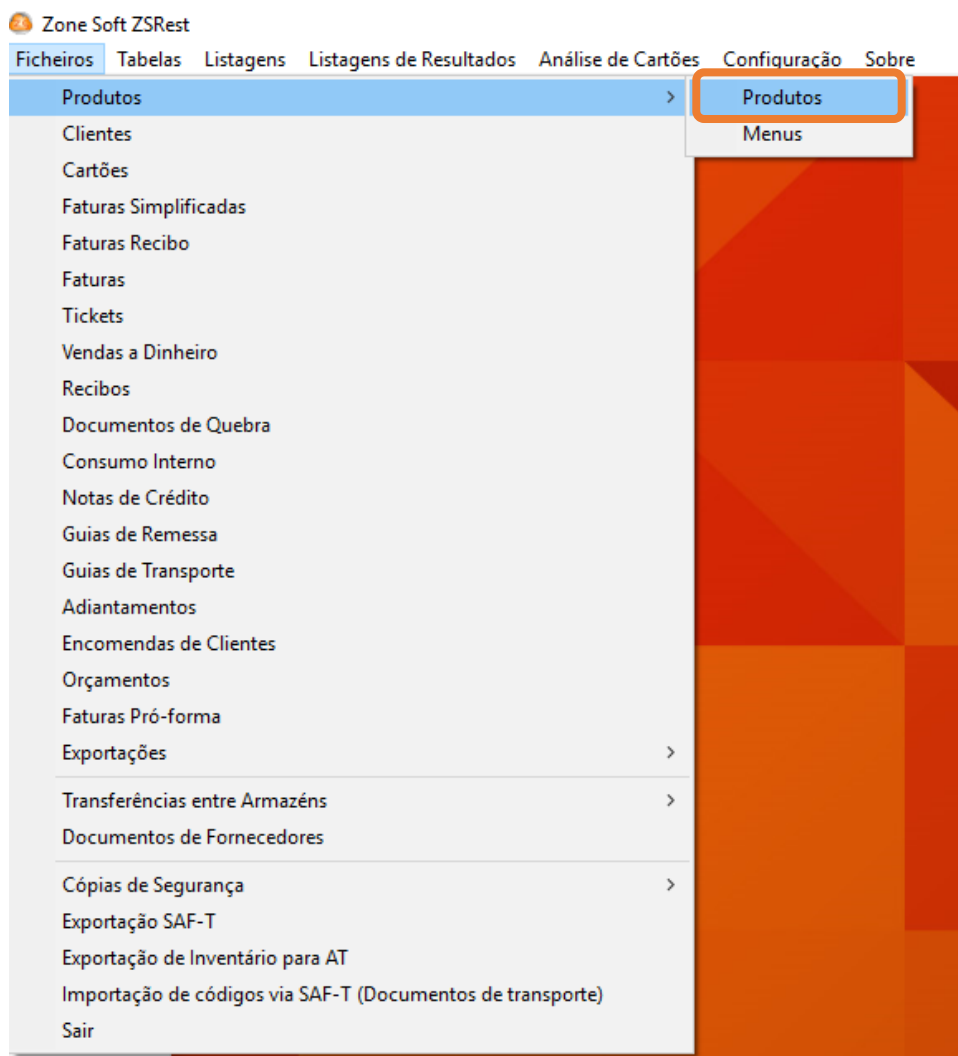 Zone Soft ZSRest
Ficheiros Tabelas Listagens Listagens de Resultados Análise de Cartões Configuração Sobre
Produtos
Produtos
Menus
Clientes
Cartões
Faturas Simplificadas
Faturas Recibo
Faturas
Tickets
Vendas a Dinheiro
Recibos
Documentos de Quebra
Consumo Interno
Notas de Crédito
Guias de Remessa
Guias de Transporte
Adiantamentos
Encomendas de Clientes
Orçamentos
Faturas Pró-forma
Exportações
Transferências entre Armazéns
Documentos de Fornecedores
Cópias de Segurança
Exportação SAF-T
Exportação de Inventário para AT
Importação de códigos via SAF-T (Documentos de transporte)
Sair